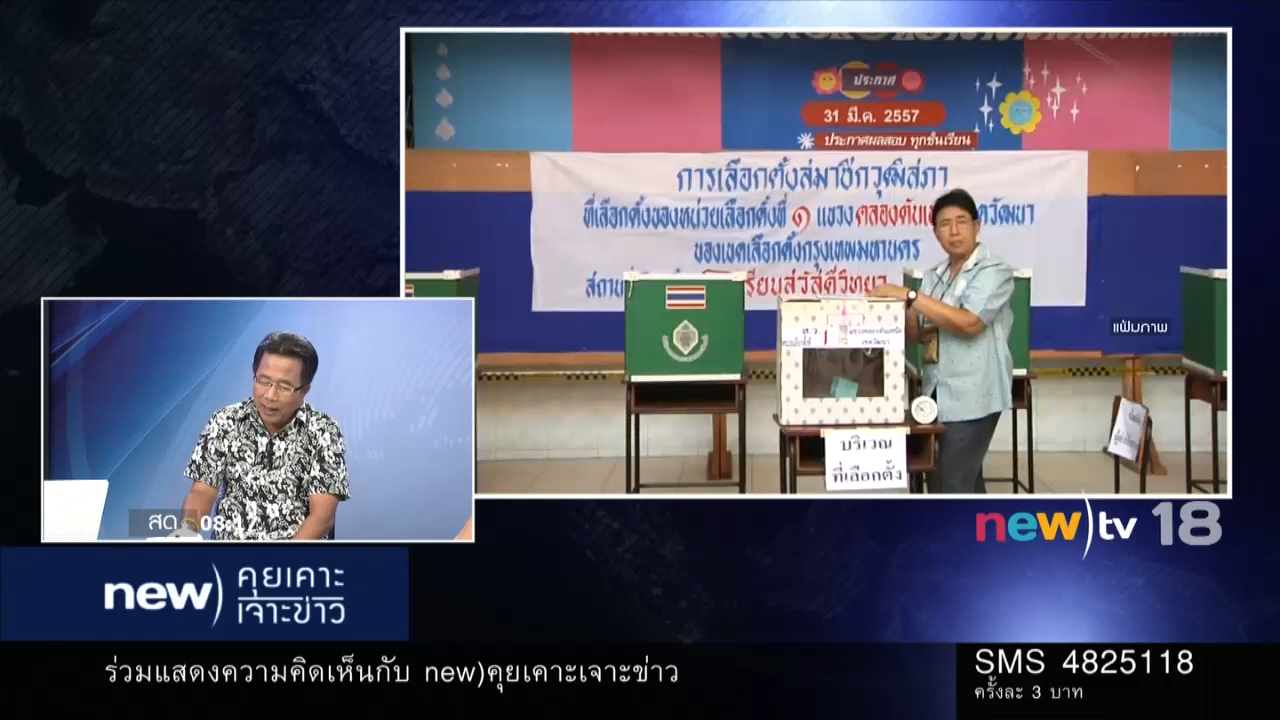 ประกาศ
31 มี.ค. 2557
ประกาศผลสอบ ทุกชั้นเรียน
การเลือกตั้งสมาชิกวุฒิสภา
ที่เลือกตั้งของหน่วยเลือกตั้งที่ ๑ แขวงคลองตันเ วัฒนา
ของเขตเลือกตั้งกรุงเทพมหานคร
เรียนสวัสดีวิทยา
แฟ้มภาพ
ส.ว. 1
บริเวณ
ที่เลือกตั้ง
สด 08:17
new)tv 18
new) คุยเคาะ
เจาะข่าว
ร่วมแสดงความคิดเห็นกับ new)คุยเคาะเจาะข่าว
SMS 4825118
ครั้งละ 3 บาท